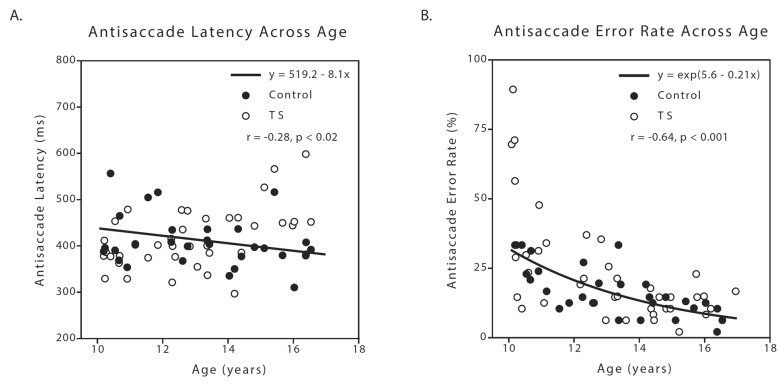 A.
Antisaccade Latency Across Age
y = 519.2 - 8.1x
Control
TS
r = -0.28, p < 0.02
Antisaccade Latency (ms)
800
700
600
500
400
300
200
10
12
14
16
18
Age (years)
B.
Antisaccade Error Rate Across Age
y = exp(5.6 - 0.21x)
Control
TS
r = -0.64, p < 0.001
Antisaccade Error Rate (%)
100
75
50
25
0
10
12
14
16
18
Age (years)